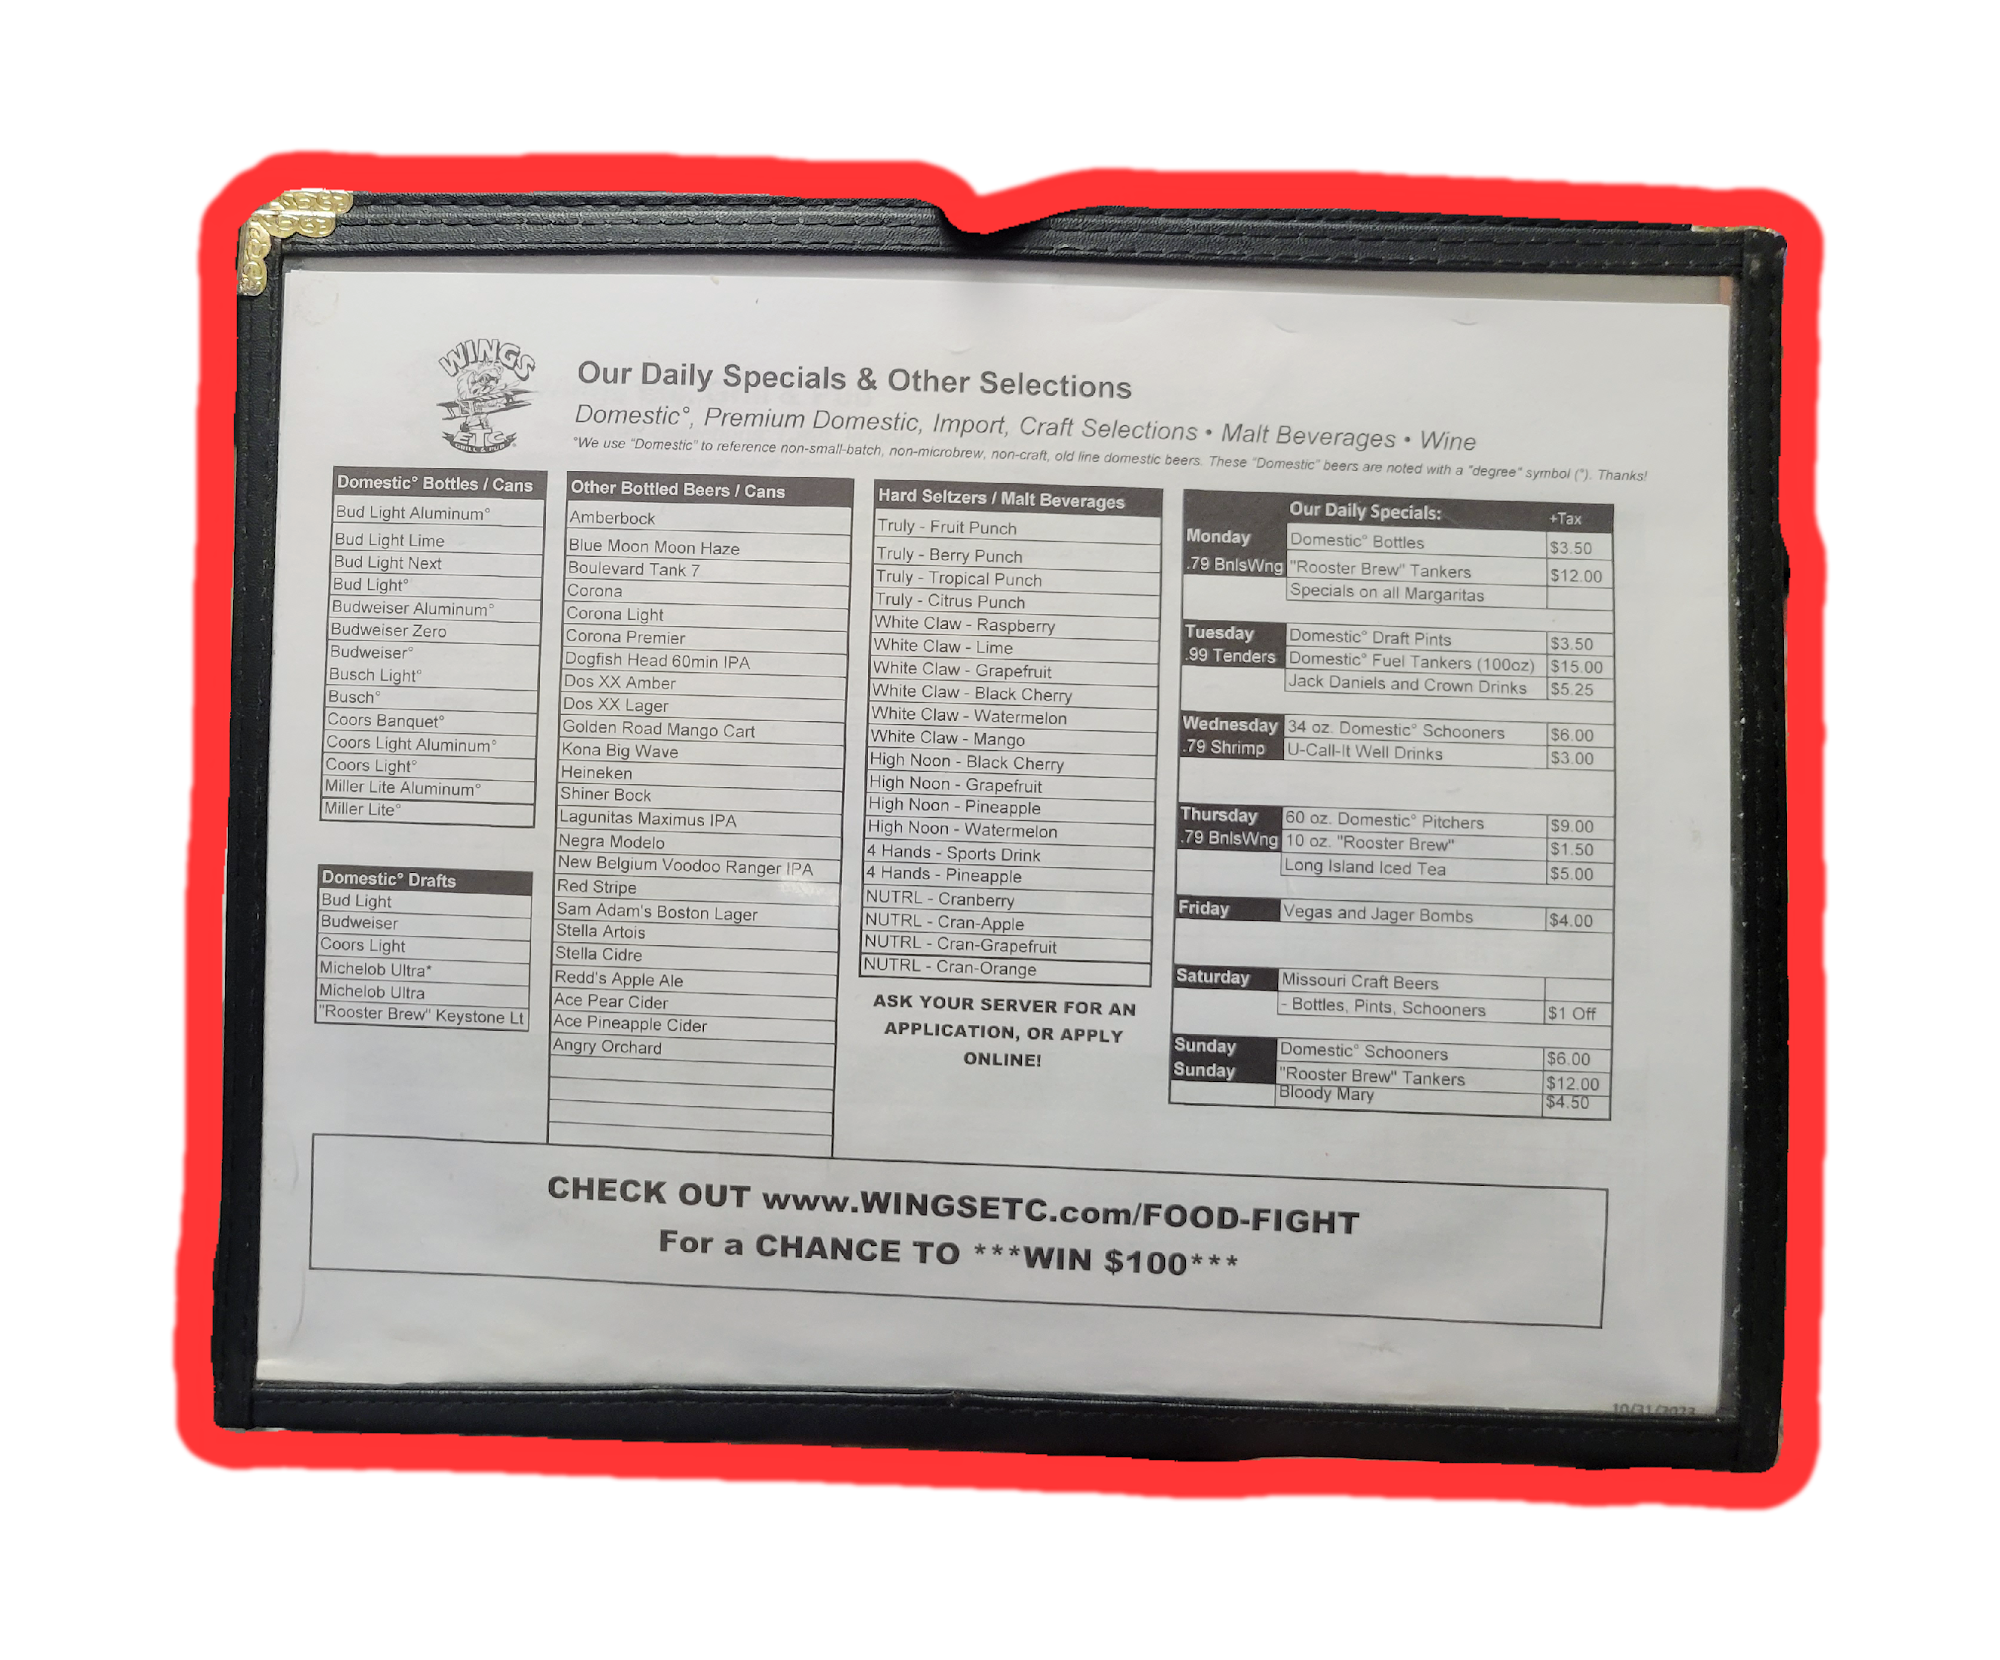 WINGS
ETC
Our Daily Specials & Other Selections
Domestic°, Premium Domestic, Import, Craft Selections • Malt Beverages • Wine
"We use "Domestic" to reference non-small-batch, non-microbrew, non-craft, old line domestic beers. These "Domestic" beers are noted with a "degree" symbol (°). Thanks!
Domestic° Bottles / Cans
Bud Light Aluminum°
Bud Light Lime
Bud Light Next
Bud Light°
Budweiser Aluminum°
Budweiser Zero
Budweiser°
Busch Light°
Busch°
Coors Banquet°
Coors Light Aluminum°
Coors Light°
Miller Lite Aluminum°
Miller Lite°
Domestic° Drafts
Bud Light
Budweiser
Coors Light
Michelob Ultra*
Michelob Ultra
"Rooster Brew" Keystone Lt
Other Bottled Beers / Cans
Amberbock
Blue Moon Moon Haze
Boulevard Tank 7
Corona
Corona Light
Corona Premier
Dogfish Head 60min IPA
Dos XX Amber
Dos XX Lager
Golden Road Mango Cart
Kona Big Wave
Heineken
Shiner Bock
Lagunitas Maximus IPA
Negra Modelo
New Belgium Voodoo Ranger IPA
Red Stripe
Sam Adam's Boston Lager
Stella Artois
Stella Cidre
Redd's Apple Ale
Ace Pear Cider
Ace Pineapple Cider
Angry Orchard
Hard Seltzers / Malt Beverages
Truly - Fruit Punch
Truly - Berry Punch
Truly - Tropical Punch
Truly - Citrus Punch
White Claw - Raspberry
White Claw - Lime
White Claw - Grapefruit
White Claw - Black Cherry
White Claw - Watermelon
White Claw - Mango
High Noon - Black Cherry
High Noon - Grapefruit
High Noon - Pineapple
High Noon - Watermelon
4 Hands - Sports Drink
4 Hands - Pineapple
NUTRL - Cranberry
NUTRL - Cran-Apple
NUTRL - Cran-Grapefruit
NUTRL - Cran-Orange
ASK YOUR SERVER FOR AN
APPLICATION, OR APPLY
ONLINE!
Our Daily Specials: +Tax
Monday Domestic° Bottles $3.50
.79 BnlsWng "Rooster Brew" Tankers $12.00
Specials on all Margaritas
Tuesday Domestic° Draft Pints $3.50
.99 Tenders Domestic° Fuel Tankers (100oz) $15.00
Jack Daniels and Crown Drinks $5.25
Wednesday 34 oz. Domestic° Schooners $6.00
.79 Shrimp U-Call-It Well Drinks $3.00
Thursday 60 oz. Domestic° Pitchers $9.00
.79 BnlsWng 10 oz. "Rooster Brew" $1.50
Long Island Iced Tea $5.00
Friday Vegas and Jager Bombs $4.00
Saturday Missouri Craft Beers
- Bottles, Pints, Schooners $1 Off
Sunday Domestic° Schooners $6.00
Sunday "Rooster Brew" Tankers $12.00
Bloody Mary $4.50
CHECK OUT www.WINGSETC.com/FOOD-FIGHT
For a CHANCE TO ***WIN $100***
10/31/2023